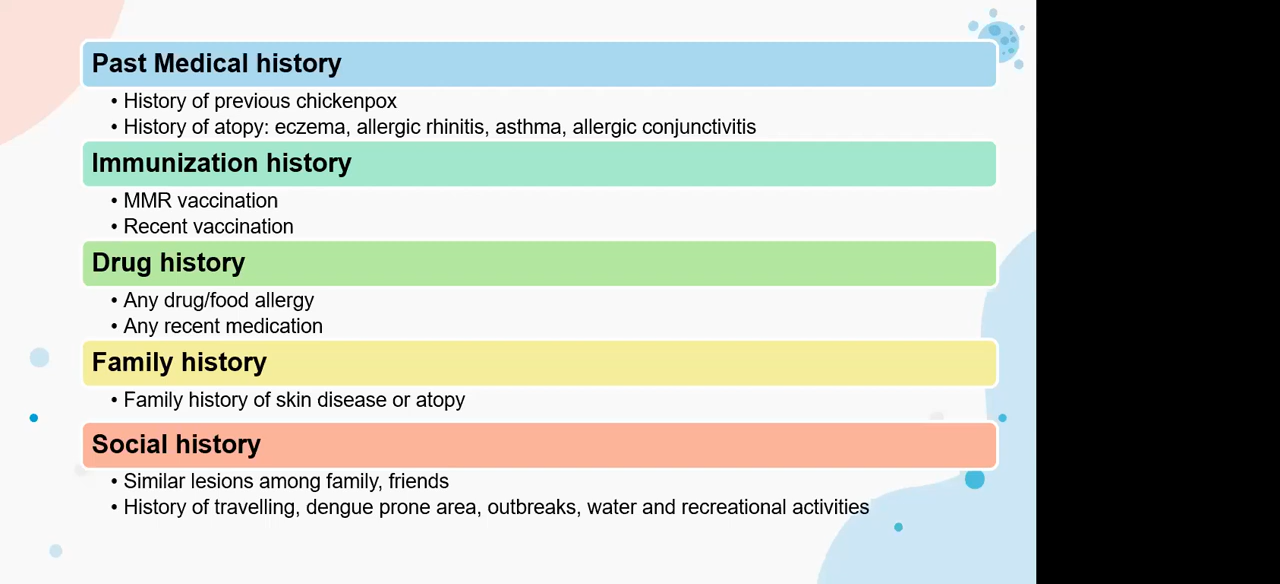 Past Medical history
• History of previous chickenpox
• History of atopy: eczema, allergic rhinitis, asthma, allergic conjunctivitis
Immunization history
• MMR vaccination
• Recent vaccination
Drug history
• Any drug/food allergy
• Any recent medication
Family history
• Family history of skin disease or atopy
Social history
• Similar lesions among family, friends
• History of travelling, dengue prone area, outbreaks, water and recreational activities